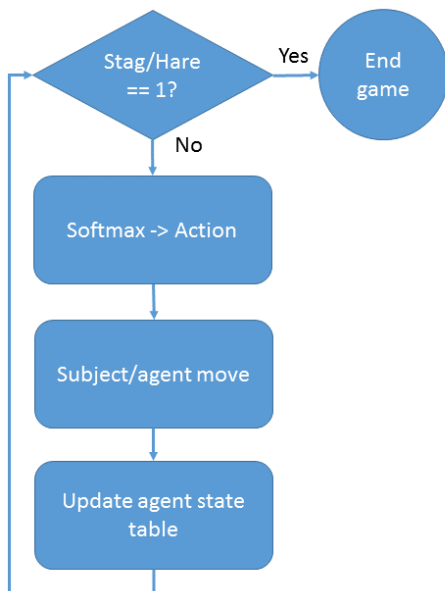 Stag/Hare
== 1?
Yes
End
game
No
Softmax -> Action
Subject/agent move
Update agent state
table